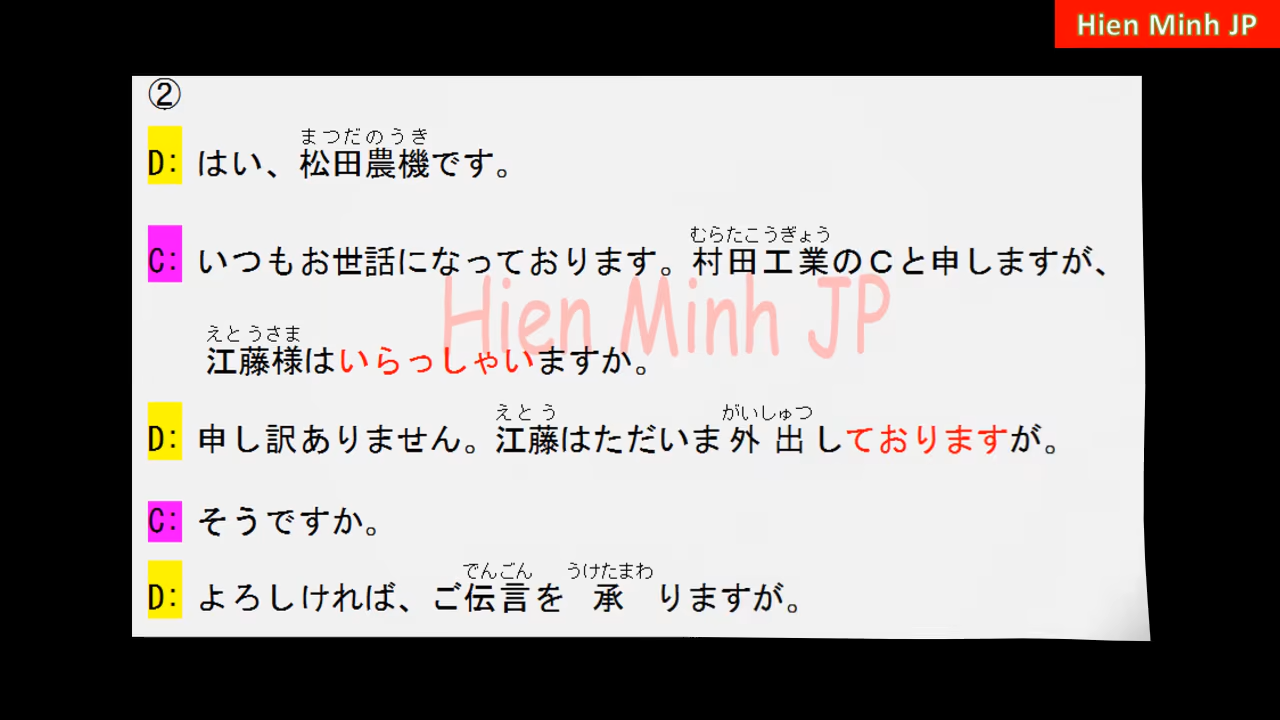 Hien Minh JP
②
まつだのうき
D: はい、松田農機です。
むらたこうぎょう
C: いつもお世話になっております。村田工業のCと申しますが、
Hien Minh JP
えとうさま
江藤様はいらっしゃいますか。
えとう がいしゅつ
D: 申し訳ありません。江藤はただいま外出しておりますが。
C: そうですか。
でんごん うけたまわ
D: よろしければ、ご伝言を承りますが。